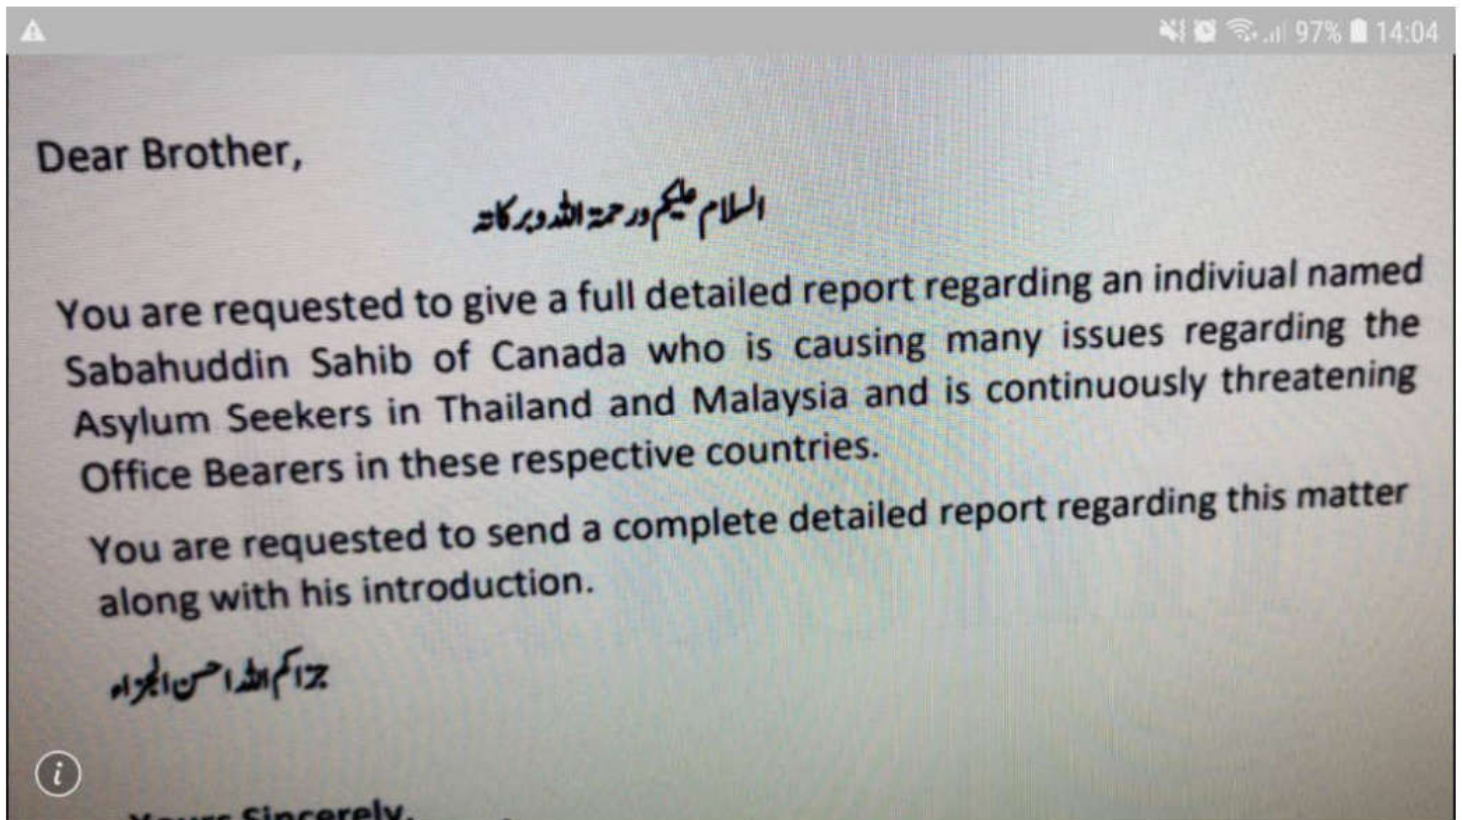 97% 14:04
Dear Brother,
السلام علیکم ورحمۃ اللہ وبرکاتہ
You are requested to give a full detailed report regarding an indiviual named
Sabahuddin Sahib of Canada who is causing many issues regarding the
Asylum Seekers in Thailand and Malaysia and is continuously threatening
Office Bearers in these respective countries.
You are requested to send a complete detailed report regarding this matter
along with his introduction.
جزاکم اللہ احسن الجزاء
Yours Sincerely,